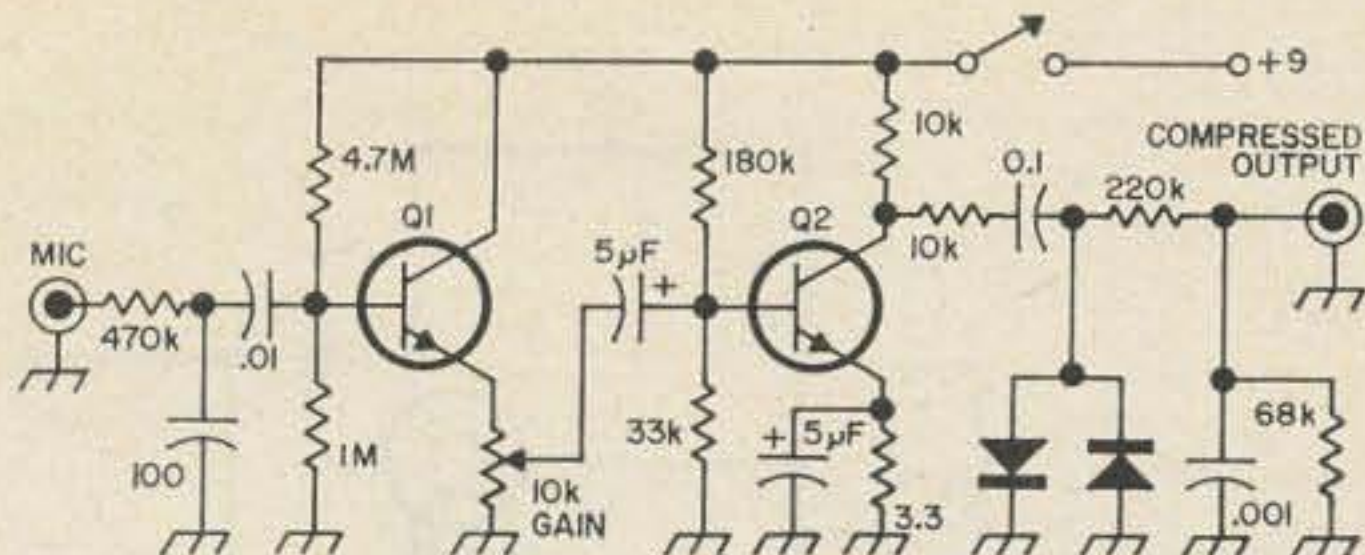 +9
10k
COMPRESSED
OUTPUT
0.1
220k
4.7M
180k
Q1
Q2
10k
MIC
5µF
+
470k
.01
33k
+
5µF
68k
100
1M
10k
GAIN
3.3
.001